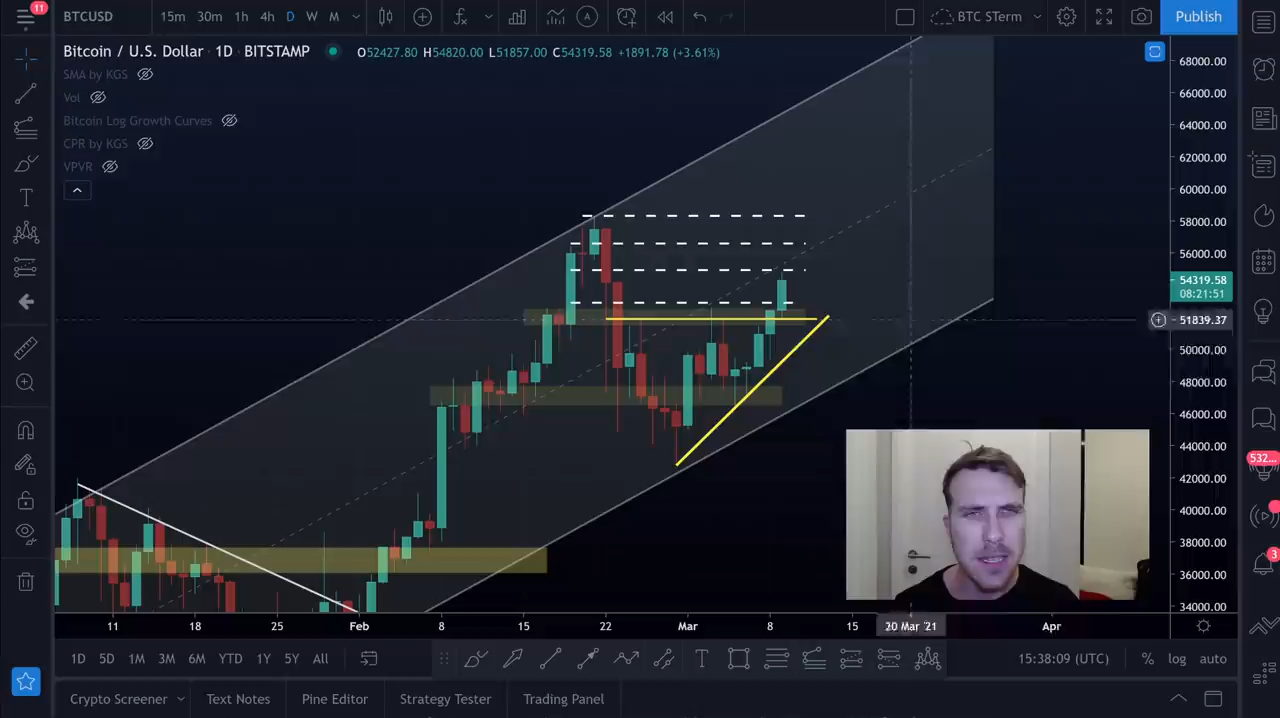 11
BTCUSD 15m 30m 1h 4h D W M BTC STerm Publish
Bitcoin / U.S. Dollar · 1D · BITSTAMP O52427.80 H54820.00 L51857.00 C54319.58 +1891.78 (+3.61%)
SMA by KGS
Vol
Bitcoin Log Growth Curves
CPR by KGS
VPVR
68000.00
66000.00
64000.00
62000.00
60000.00
58000.00
56000.00
54319.58
08:21:51
51839.37
50000.00
48000.00
46000.00
44000.00
42000.00
40000.00
38000.00
36000.00
34000.00
532...
3
11 18 25 Feb 8 15 22 Mar 8 15 20 Mar '21 Apr
1D 5D 1M 3M 6M YTD 1Y 5Y All 15:38:09 (UTC) % log auto
Crypto Screener Text Notes Pine Editor Strategy Tester Trading Panel